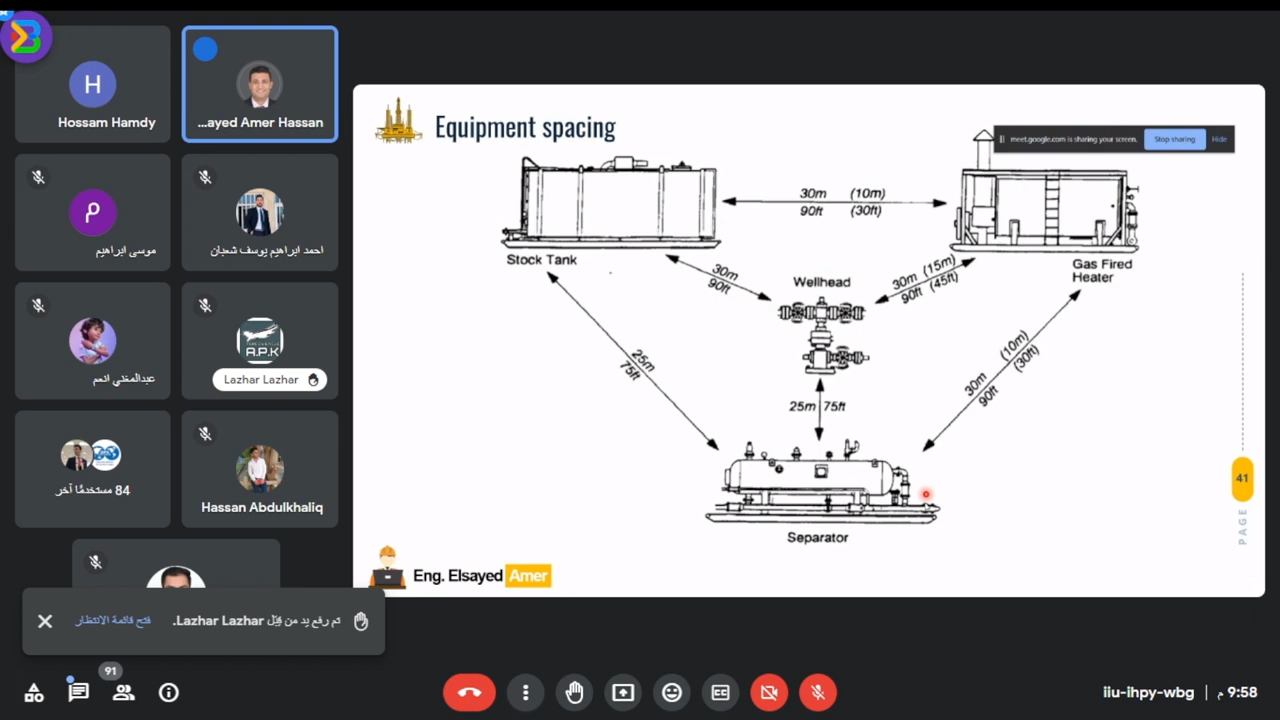 H
Hossam Hamdy
...ayed Amer Hassan
م
موسى ابراهيم
احمد ابراهيم يوسف شعبان
عبدالمغني انعم
A.P.K
Lazhar Lazhar
84 مستخدمًا آخر
Hassan Abdulkhaliq
تم رفع يد من قِبَل Lazhar Lazhar.
فتح قائمة الانتظار
91
Equipment spacing
meet.google.com is sharing your screen.
Stop sharing
Hide
30m (10m)
90ft (30ft)
Stock Tank
Gas Fired
Heater
30m
90ft
Wellhead
30m (15m)
90ft (45ft)
25m
75ft
30m (10m)
90ft (30ft)
25m 75ft
Separator
41
PAGE
Eng. Elsayed Amer
iiu-ihpy-wbg | 9:58 م